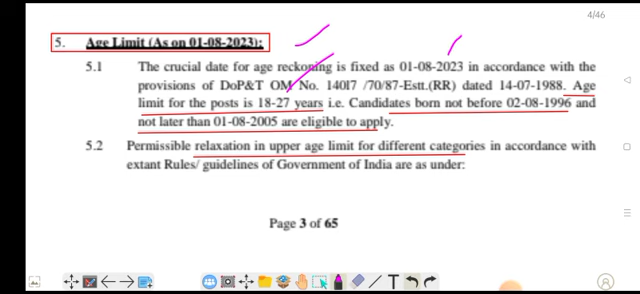 4/46
5. Age Limit (As on 01-08-2023):
5.1 The crucial date for age reckoning is fixed as 01-08-2023 in accordance with the
provisions of DoP&T OM No. 14017 /70/87-Estt.(RR) dated 14-07-1988. Age
limit for the posts is 18-27 years i.e. Candidates born not before 02-08-1996 and
not later than 01-08-2005 are eligible to apply.
5.2 Permissible relaxation in upper age limit for different categories in accordance with
extant Rules/ guidelines of Government of India are as under:
Page 3 of 65
T